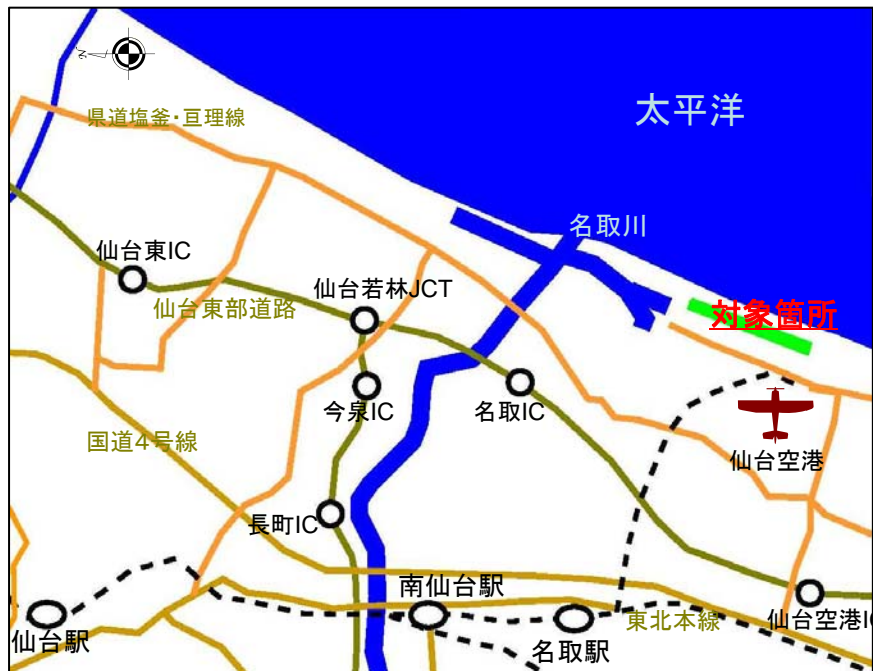 N
太平洋
県道塩釜・亘理線
名取川
仙台東IC
仙台若林JCT
仙台東部道路
対象箇所
今泉IC
名取IC
国道4号線
仙台空港
長町IC
南仙台駅
仙台空港IC
仙台駅
名取駅
東北本線